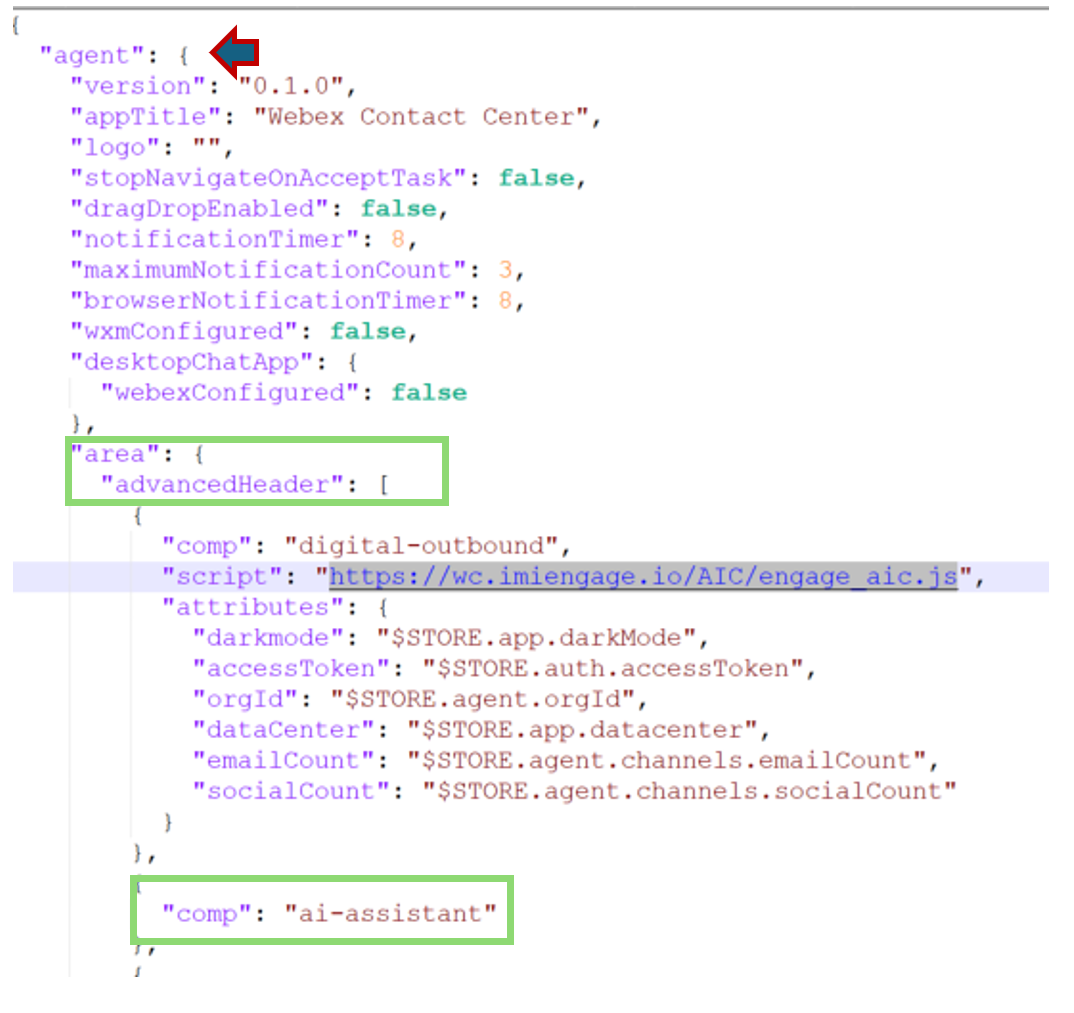 {
"agent": {
"version": "0.1.0",
"appTitle": "Webex Contact Center",
"logo": "",
"stopNavigateOnAcceptTask": false,
"dragDropEnabled": false,
"notificationTimer": 8,
"maximumNotificationCount": 3,
"browserNotificationTimer": 8,
"wxmConfigured": false,
"desktopChatApp": {
"webexConfigured": false
},
"area": {
"advancedHeader": [
{
"comp": "digital-outbound",
"script": "https://wc.imiengage.io/AIC/engage_aic.js",
"attributes": {
"darkmode": "$STORE.app.darkMode",
"accessToken": "$STORE.auth.accessToken",
"orgId": "$STORE.agent.orgId",
"dataCenter": "$STORE.app.datacenter",
"emailCount": "$STORE.agent.channels.emailCount",
"socialCount": "$STORE.agent.channels.socialCount"
}
},
{
"comp": "ai-assistant"
},
{